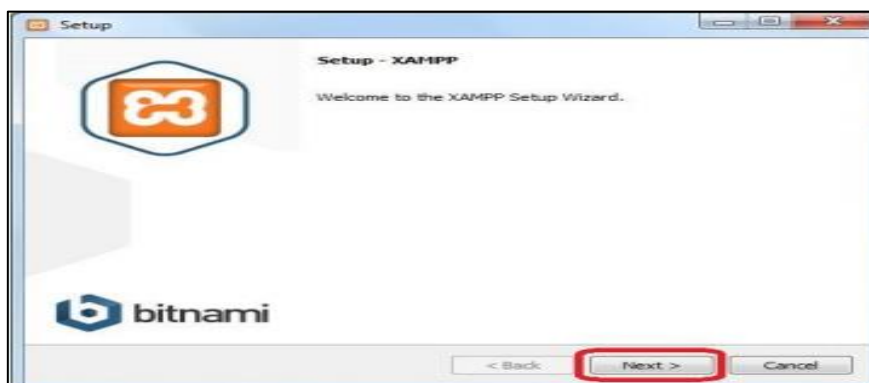 Setup
Setup - XAMPP
Welcome to the XAMPP Setup Wizard.
bitnami
< Back
Next >
Cancel